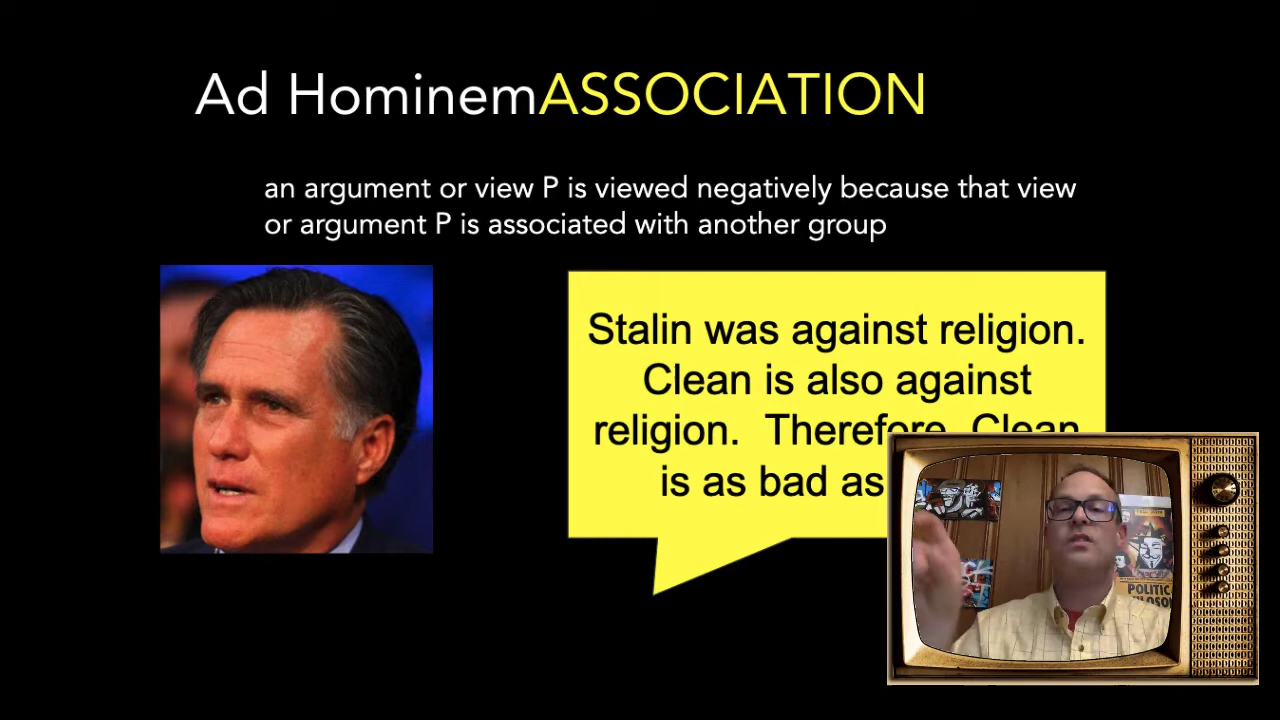 Ad HominemASSOCIATION
an argument or view P is viewed negatively because that view
or argument P is associated with another group
Stalin was against religion.
Clean is also against
religion. Therefore, Clean
is as bad as
POLITIC